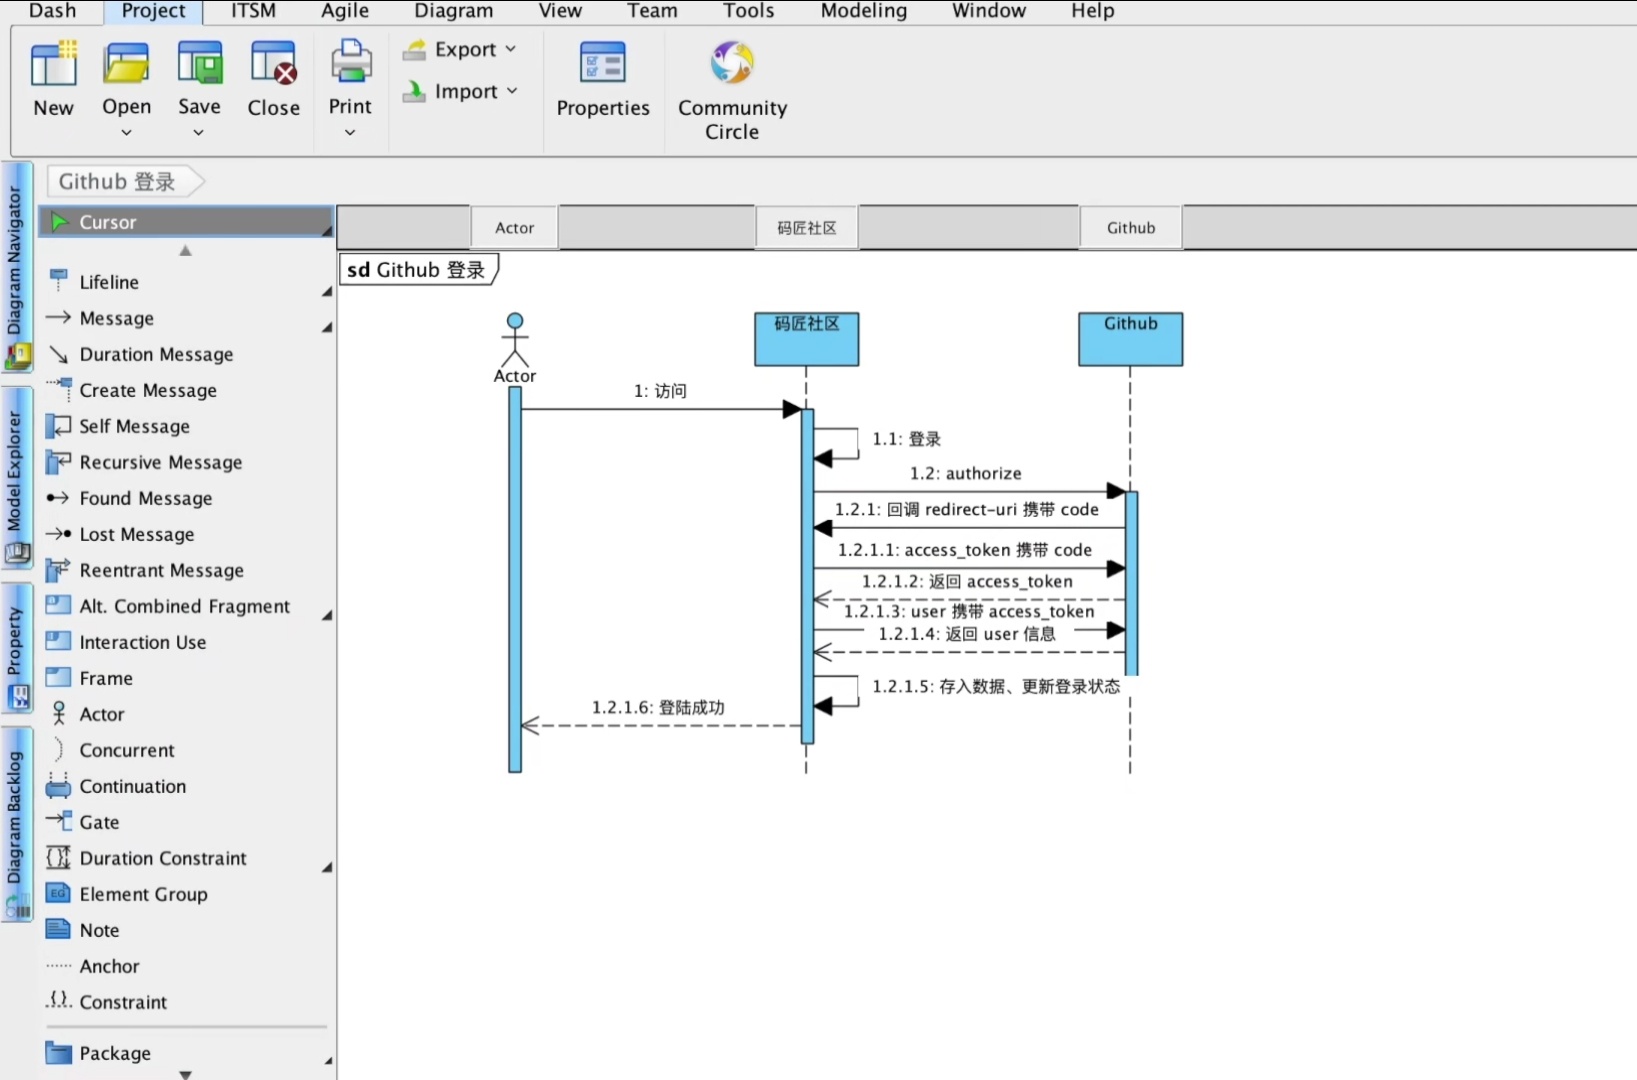 Dash Project ITSM Agile Diagram View Team Tools Modeling Window Help
New Open Save Close Print Export Import Properties Community Circle
Github 登录
Diagram Navigator
Model Explorer
Property
Diagram Backlog
Cursor
Lifeline
Message
Duration Message
Create Message
Self Message
Recursive Message
Found Message
Lost Message
Reentrant Message
Alt. Combined Fragment
Interaction Use
Frame
Actor
Concurrent
Continuation
Gate
Duration Constraint
EG Element Group
Note
Anchor
.{}. Constraint
Package
Actor 码匠社区 Github
sd Github 登录
码匠社区 Github
Actor
1: 访问
1.1: 登录
1.2: authorize
1.2.1: 回调 redirect-uri 携带 code
1.2.1.1: access_token 携带 code
1.2.1.2: 返回 access_token
1.2.1.3: user 携带 access_token
1.2.1.4: 返回 user 信息
1.2.1.5: 存入数据、更新登录状态
1.2.1.6: 登陆成功